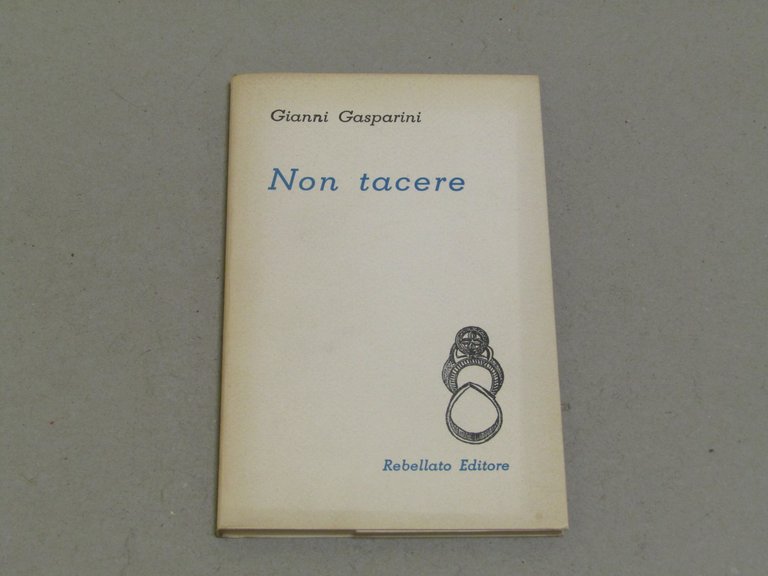 Gianni Gasparini
Non tacere
Rebellato Editore